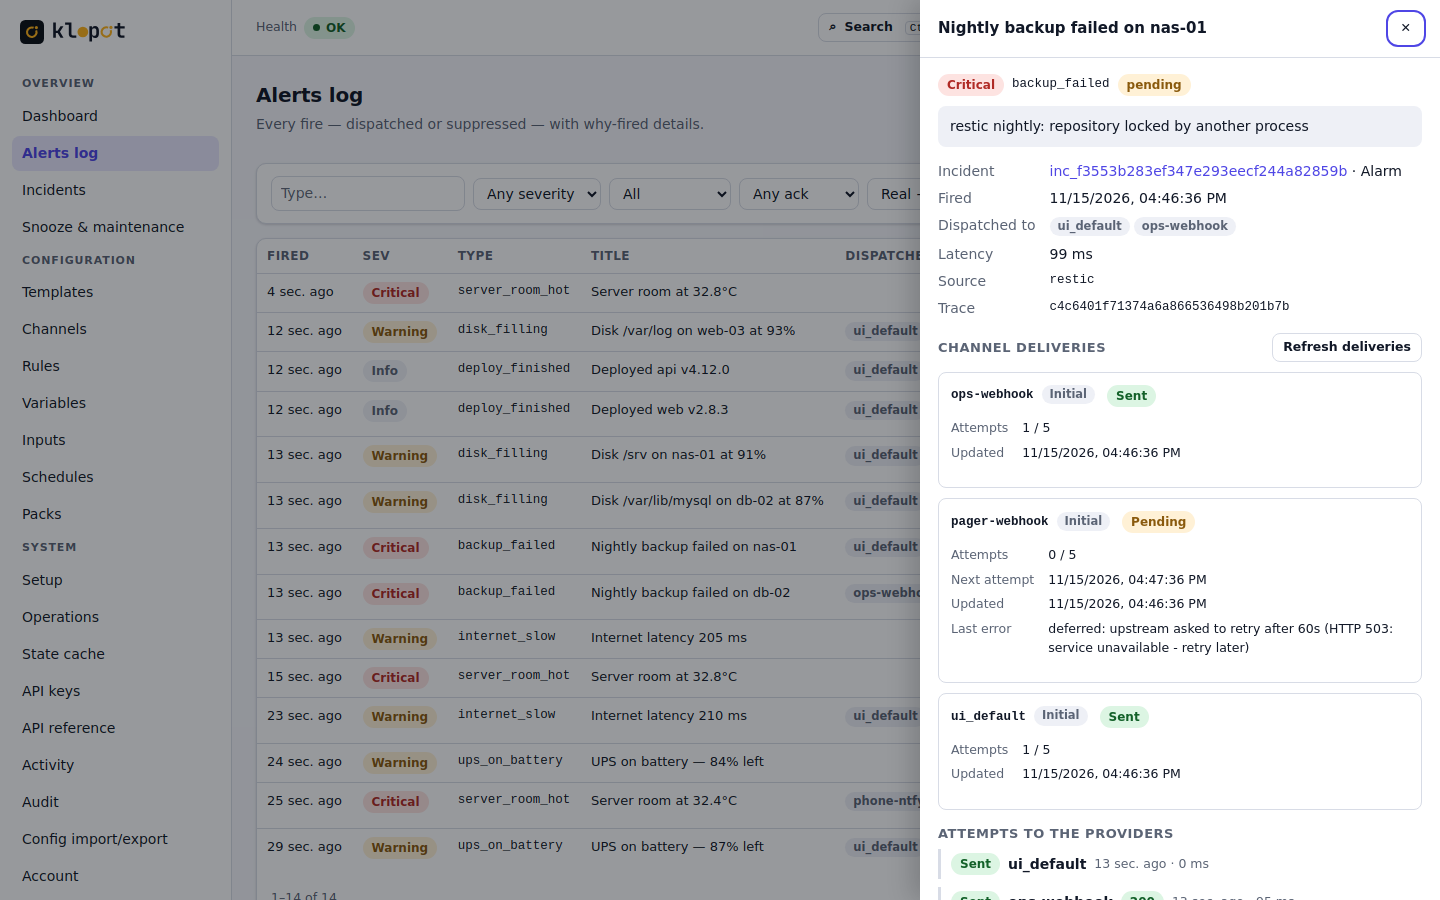 klopot
OVERVIEW
Dashboard
Alerts log
Incidents
Snooze & maintenance
CONFIGURATION
Templates
Channels
Rules
Variables
Inputs
Schedules
Packs
SYSTEM
Setup
Operations
State cache
API keys
API reference
Activity
Audit
Config import/export
Account
Health OK Search
Alerts log
Every fire — dispatched or suppressed — with why-fired details.
Type... Any severity All Any ack Real
FIRED SEV TYPE TITLE DISPATCHE
4 sec. ago Critical server_room_hot Server room at 32.8°C
12 sec. ago Warning disk_filling Disk /var/log on web-03 at 93% ui_default
12 sec. ago Info deploy_finished Deployed api v4.12.0 ui_default
12 sec. ago Info deploy_finished Deployed web v2.8.3 ui_default
13 sec. ago Warning disk_filling Disk /srv on nas-01 at 91% ui_default
13 sec. ago Warning disk_filling Disk /var/lib/mysql on db-02 at 87% ui_default
13 sec. ago Critical backup_failed Nightly backup failed on nas-01 ui_default
13 sec. ago Critical backup_failed Nightly backup failed on db-02 ops-webho
13 sec. ago Warning internet_slow Internet latency 205 ms
15 sec. ago Critical server_room_hot Server room at 32.8°C
23 sec. ago Warning internet_slow Internet latency 210 ms ui_default
24 sec. ago Warning ups_on_battery UPS on battery — 84% left
25 sec. ago Critical server_room_hot Server room at 32.4°C phone-ntfy
29 sec. ago Warning ups_on_battery UPS on battery — 87% left ui_default
1–14 of 14
Nightly backup failed on nas-01 ×
Critical backup_failed pending
restic nightly: repository locked by another process
Incident inc_f3553b283ef347e293eecf244a82859b · Alarm
Fired 11/15/2026, 04:46:36 PM
Dispatched to ui_default ops-webhook
Latency 99 ms
Source restic
Trace c4c6401f71374a6a866536498b201b7b
CHANNEL DELIVERIES Refresh deliveries
ops-webhook Initial Sent
Attempts 1 / 5
Updated 11/15/2026, 04:46:36 PM
pager-webhook Initial Pending
Attempts 0 / 5
Next attempt 11/15/2026, 04:47:36 PM
Updated 11/15/2026, 04:46:36 PM
Last error deferred: upstream asked to retry after 60s (HTTP 503:
service unavailable - retry later)
ui_default Initial Sent
Attempts 1 / 5
Updated 11/15/2026, 04:46:36 PM
ATTEMPTS TO THE PROVIDERS
Sent ui_default 13 sec. ago · 0 ms
Sent ops-webhook 200 13 sec. ago · 95 ms